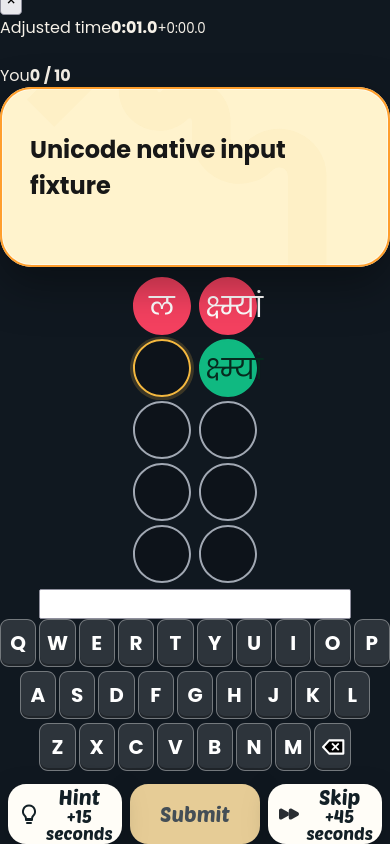 ×
Adjusted time0:01.0+0:00.0
You0 / 10
Unicode native input
fixture
ल क्ष्म्यां
क्ष्म्या
Q W E R T Y U I O P
A S D F G H J K L
Z X C V B N M
Hint
+15
seconds
Submit
Skip
+45
seconds